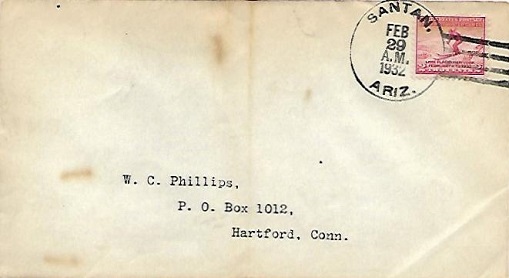 SANTAN,
FEB
29
A.M.
1932
ARIZ.
W. C. Phillips,
P. O. Box 1012,
Hartford, Conn.